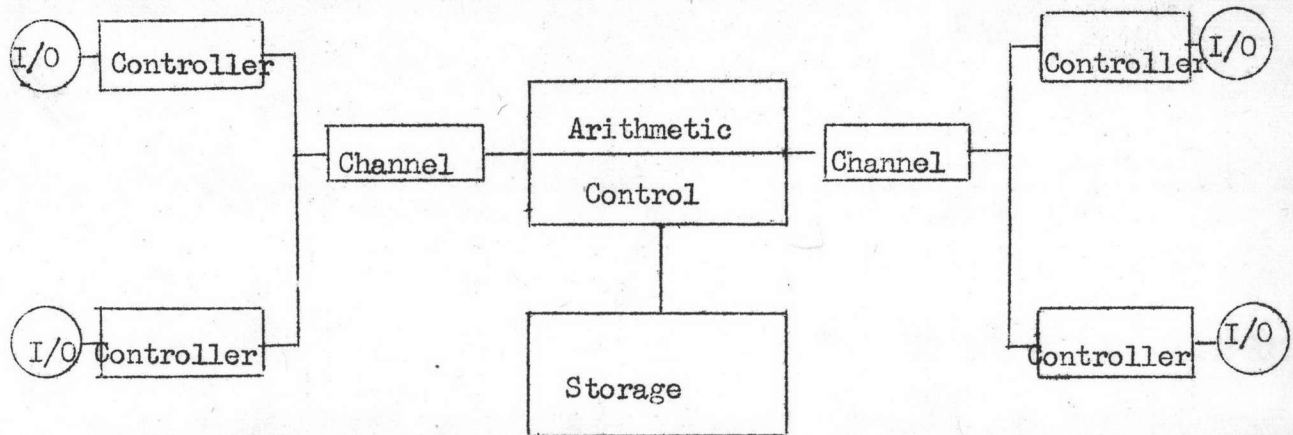 I/O Controller
Controller I/O
Arithmetic
Channel
Channel
Control
I/O Controller
Controller I/O
Storage